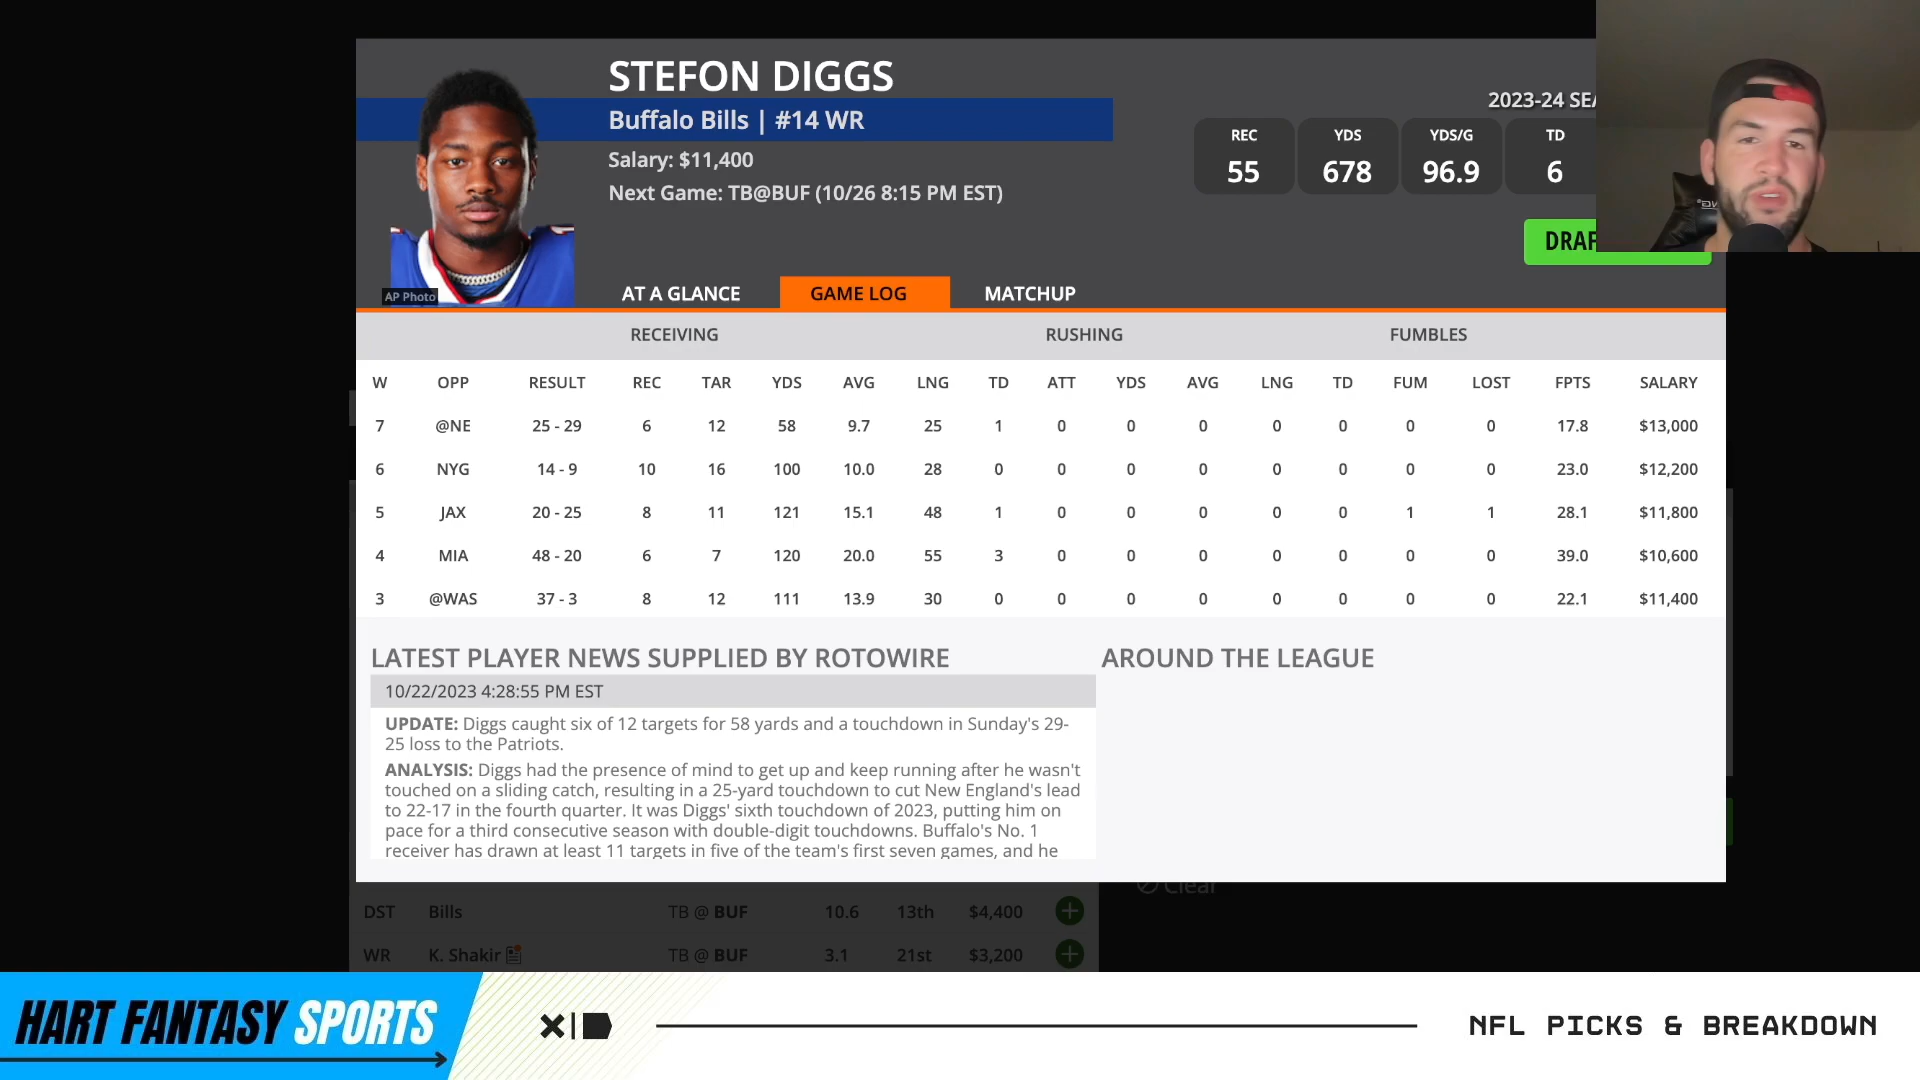 STEFON DIGGS
Buffalo Bills | #14 WR
Salary: $11,400
Next Game: TB@BUF (10/26 8:15 PM EST)
AP Photo
2023-24 SEA
REC YDS YDS/G TD
55 678 96.9 6
DRAF
AT A GLANCE GAME LOG MATCHUP
RECEIVING RUSHING FUMBLES
W OPP RESULT REC TAR YDS AVG LNG TD ATT YDS AVG LNG TD FUM LOST FPTS SALARY
7 @NE 25 - 29 6 12 58 9.7 25 1 0 0 0 0 0 0 0 17.8 $13,000
6 NYG 14 - 9 10 16 100 10.0 28 0 0 0 0 0 0 0 0 23.0 $12,200
5 JAX 20 - 25 8 11 121 15.1 48 1 0 0 0 0 0 1 1 28.1 $11,800
4 MIA 48 - 20 6 7 120 20.0 55 3 0 0 0 0 0 0 0 39.0 $10,600
3 @WAS 37 - 3 8 12 111 13.9 30 0 0 0 0 0 0 0 0 22.1 $11,400
LATEST PLAYER NEWS SUPPLIED BY ROTOWIRE
10/22/2023 4:28:55 PM EST
UPDATE: Diggs caught six of 12 targets for 58 yards and a touchdown in Sunday's 29-
25 loss to the Patriots.
ANALYSIS: Diggs had the presence of mind to get up and keep running after he wasn't
touched on a sliding catch, resulting in a 25-yard touchdown to cut New England's lead
to 22-17 in the fourth quarter. It was Diggs' sixth touchdown of 2023, putting him on
pace for a third consecutive season with double-digit touchdowns. Buffalo's No. 1
receiver has drawn at least 11 targets in five of the team's first seven games, and he
AROUND THE LEAGUE
Clear
DST Bills TB @ BUF 10.6 13th $4,400
WR K. Shakir TB @ BUF 3.1 21st $3,200
HART FANTASY SPORTS
NFL PICKS & BREAKDOWN